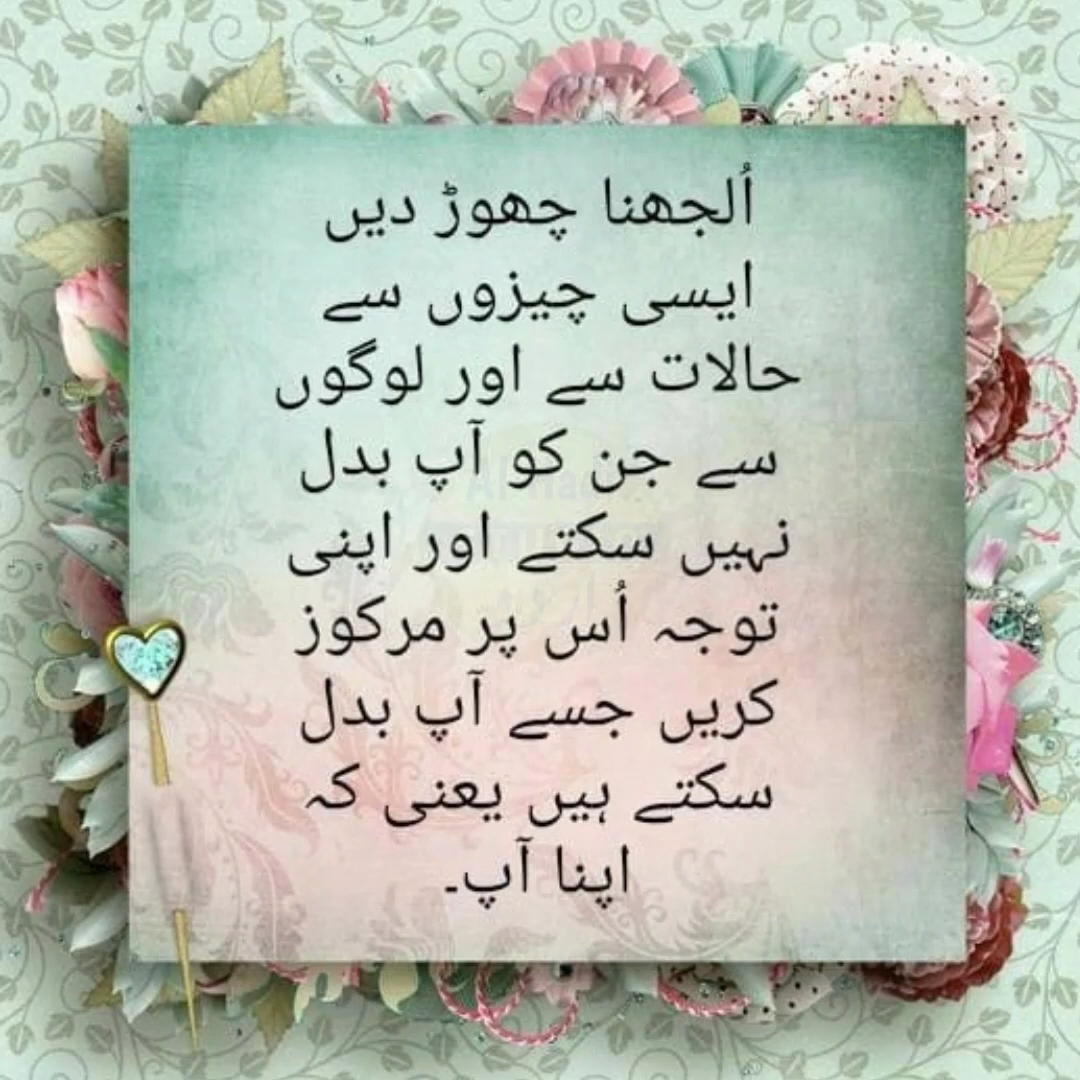 اُلجھنا چھوڑ دیں
ایسی چیزوں سے
حالات سے اور لوگوں
سے جن کو آپ بدل
نہیں سکتے اور اپنی
توجہ اُس پر مرکوز
کریں جسے آپ بدل
سکتے ہیں یعنی کہ
اپنا آپ۔